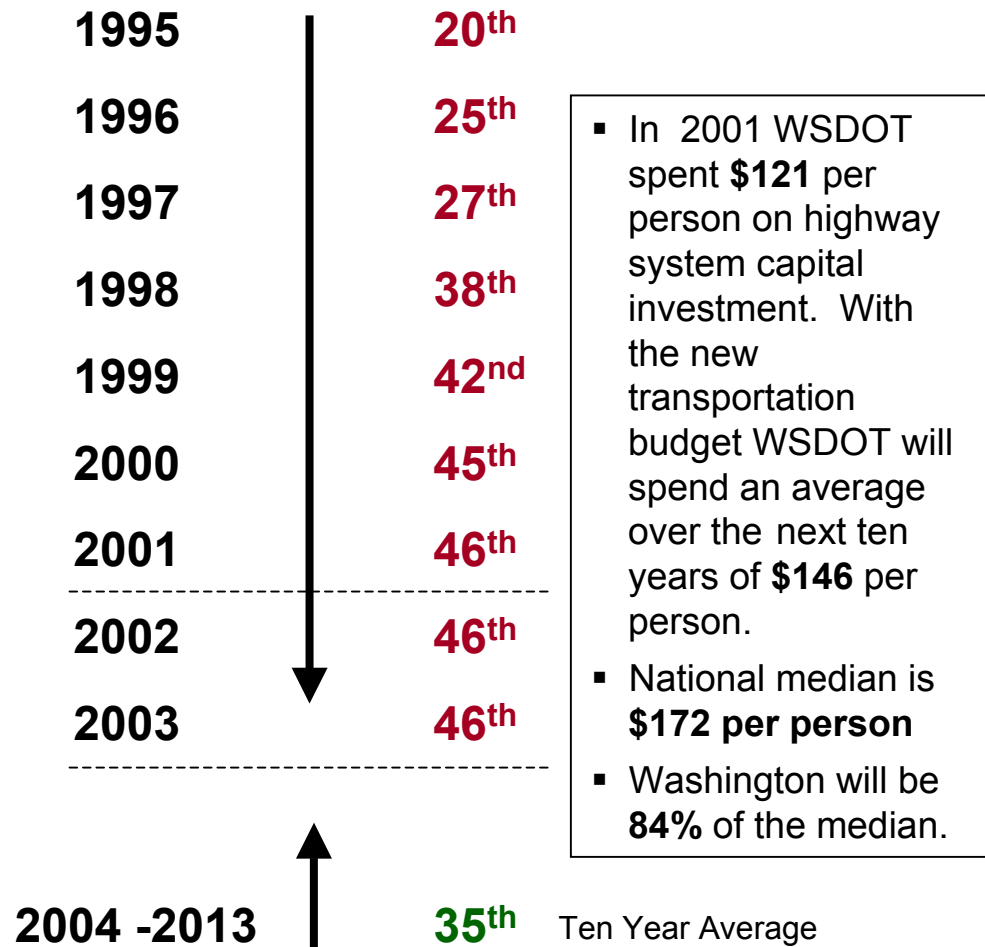 1995 20th
1996 25th
1997 27th
1998 38th
1999 42nd
2000 45th
2001 46th
2002 46th
2003 46th
2004 -2013 35th Ten Year Average
▪ In 2001 WSDOT
spent $121 per
person on highway
system capital
investment. With
the new
transportation
budget WSDOT will
spend an average
over the next ten
years of $146 per
person.
▪ National median is
$172 per person
▪ Washington will be
84% of the median.